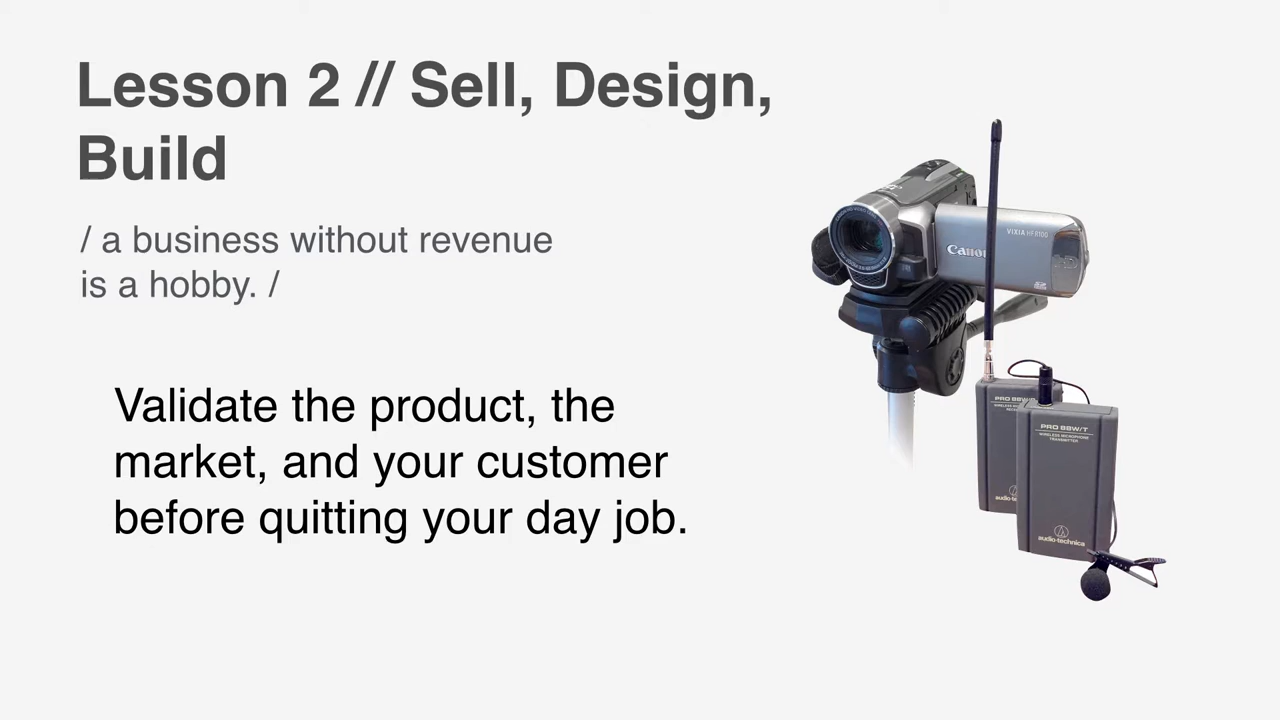 Lesson 2 // Sell, Design,
Build
/ a business without revenue
is a hobby. /
Validate the product, the
market, and your customer
before quitting your day job.
Canon
VIXIA HF R100
PRO 88W/R
PRO 88W/T
WIRELESS MICROPHONE
TRANSMITTER
audio-technica